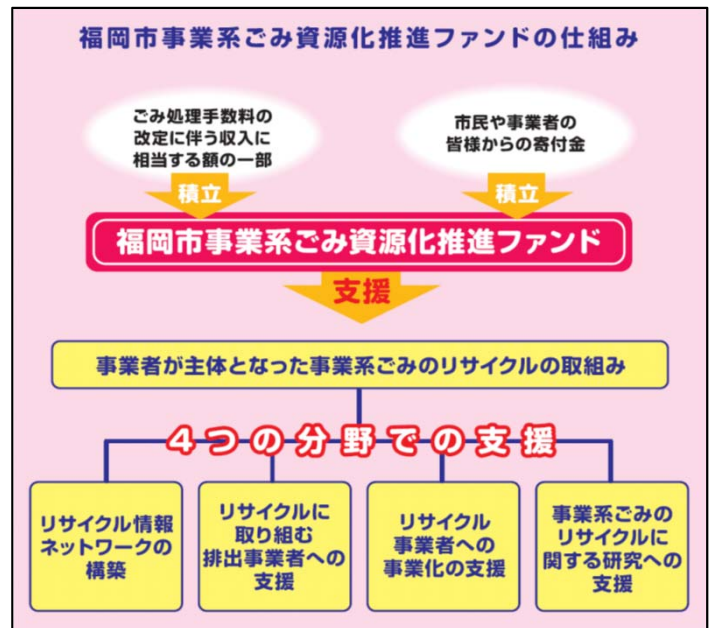 福岡市事業系ごみ資源化推進ファンドの仕組み
ごみ処理手数料の
改定に伴う収入に
相当する額の一部
市民や事業者の
皆様からの寄付金
積立
積立
福岡市事業系ごみ資源化推進ファンド
支援
事業者が主体となった事業系ごみのリサイクルの取組み
4つの分野での支援
リサイクル情報
ネットワークの
構築
リサイクルに
取り組む
排出事業者への
支援
リサイクル
事業者への
事業化の支援
事業系ごみの
リサイクルに
関する研究への
支援